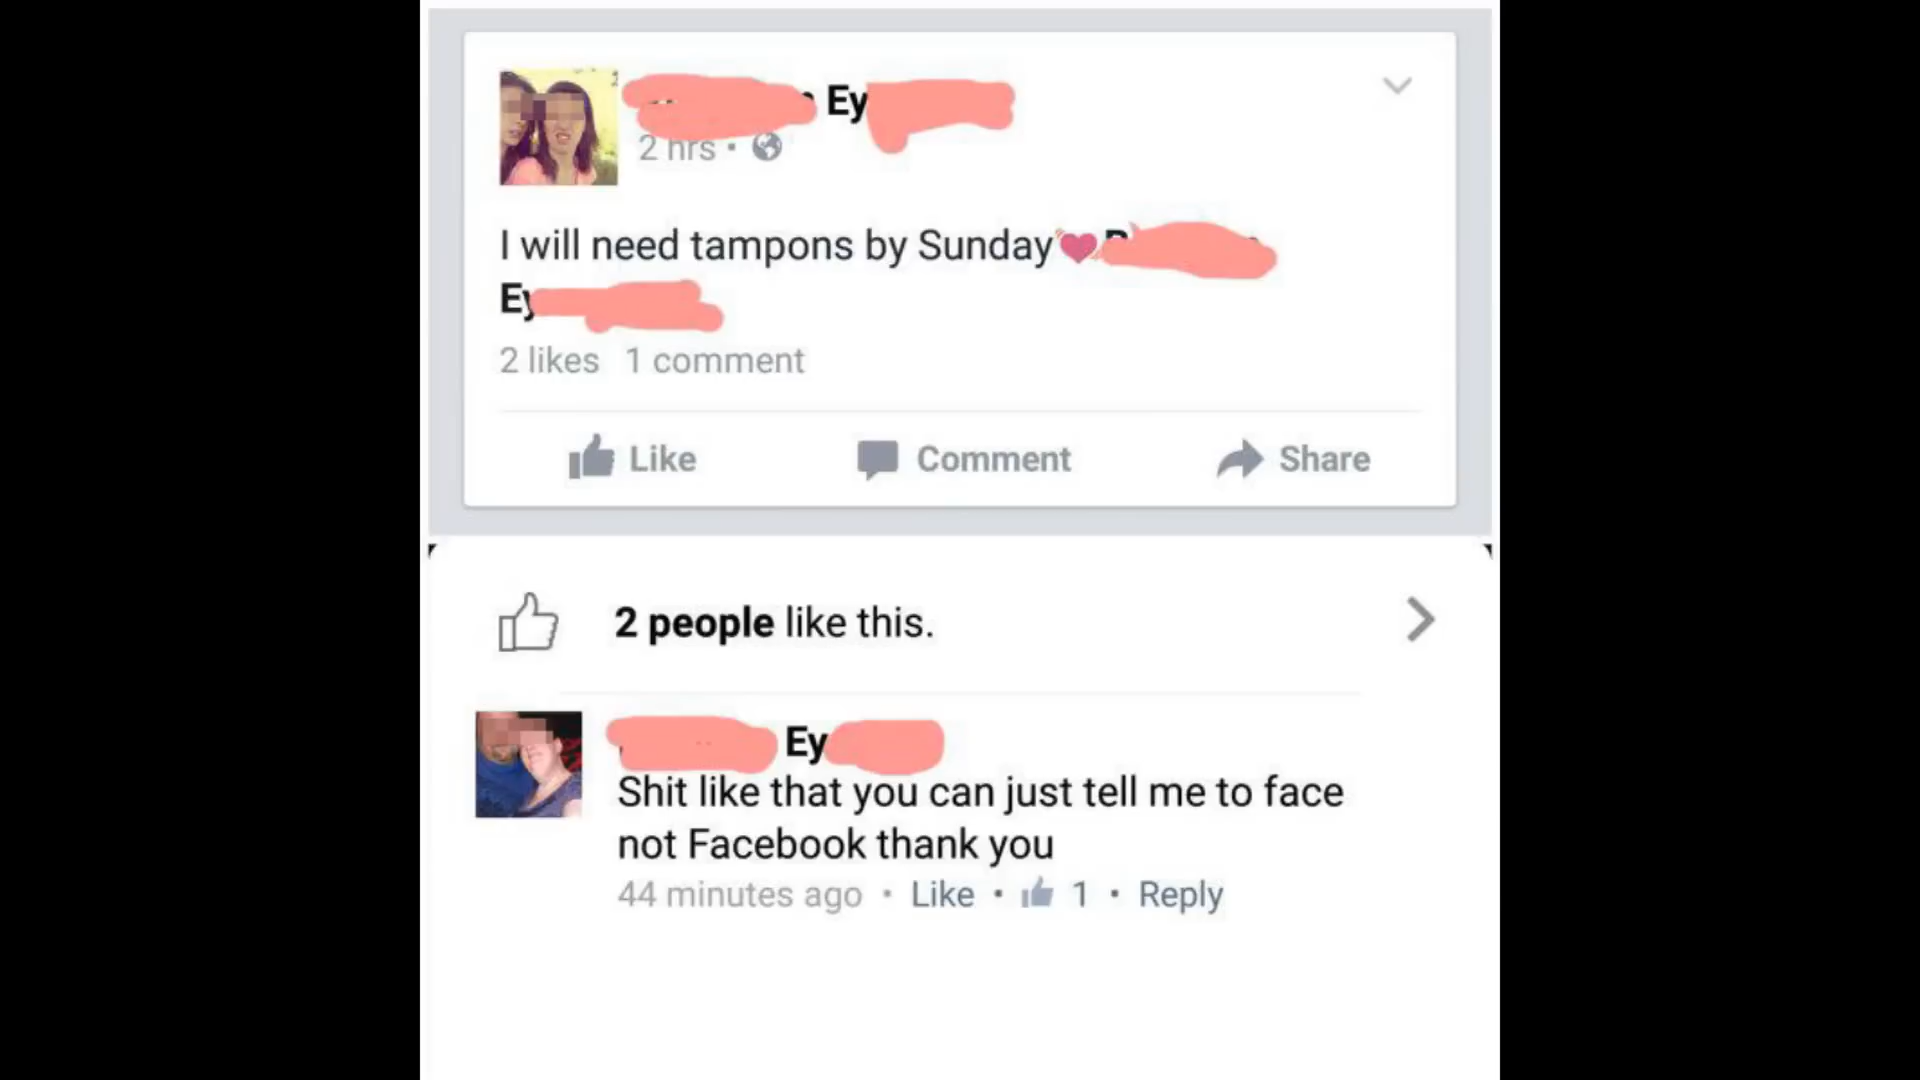 Ey
2 hrs
I will need tampons by Sunday
Ey
2 likes 1 comment
Like Comment Share
2 people like this.
Ey
Shit like that you can just tell me to face
not Facebook thank you
44 minutes ago • Like • 1 • Reply